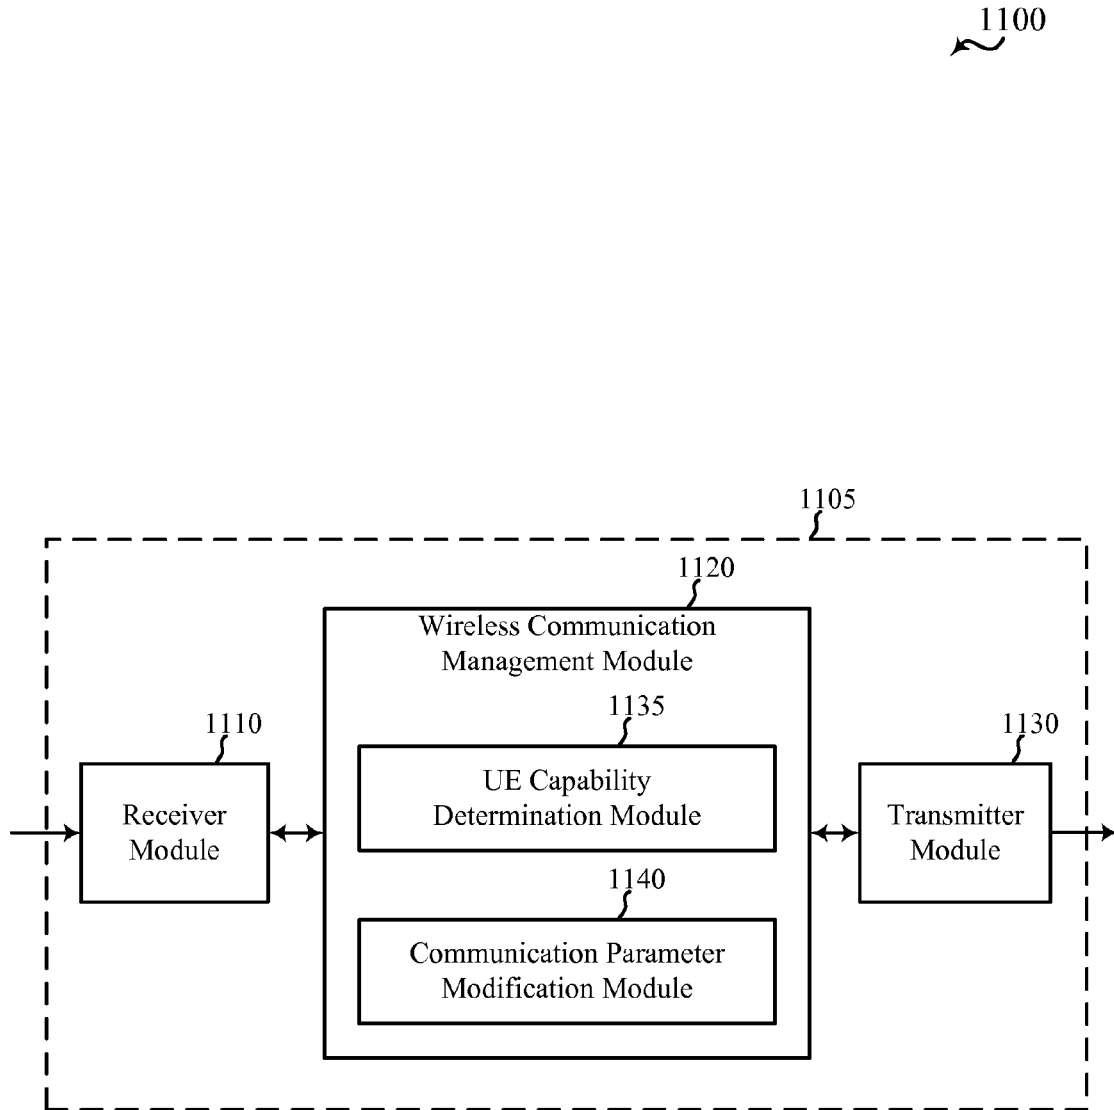 1100
1105
1120
Wireless Communication
Management Module
1135
UE Capability
Determination Module
1110
Receiver
Module
1130
Transmitter
Module
1140
Communication Parameter
Modification Module